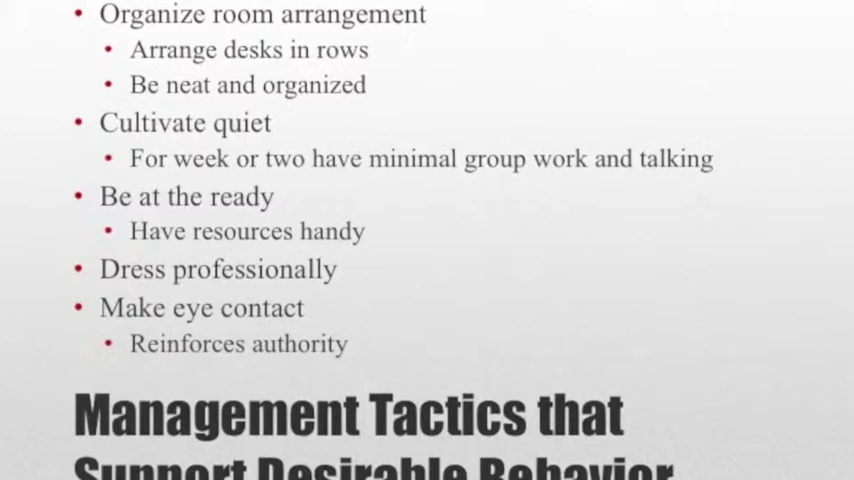 • Organize room arrangement
• Arrange desks in rows
• Be neat and organized
• Cultivate quiet
• For week or two have minimal group work and talking
• Be at the ready
• Have resources handy
• Dress professionally
• Make eye contact
• Reinforces authority
Management Tactics that
Support Desirable Behavior